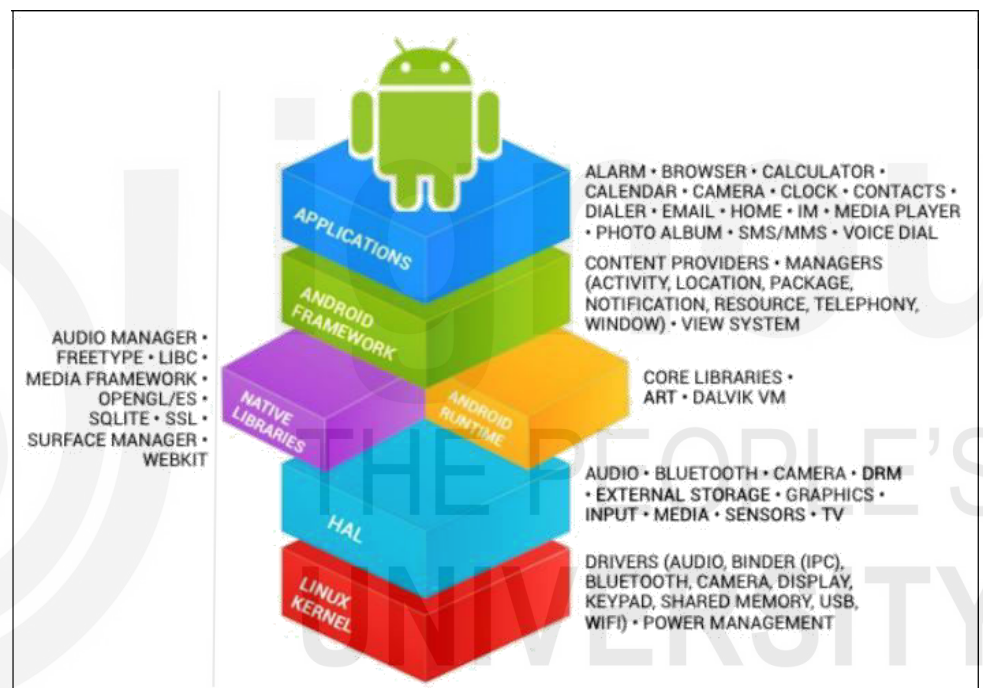 APPLICATIONS
ALARM • BROWSER • CALCULATOR •
CALENDAR • CAMERA • CLOCK • CONTACTS •
DIALER • EMAIL • HOME • IM • MEDIA PLAYER
• PHOTO ALBUM • SMS/MMS • VOICE DIAL
ANDROID
FRAMEWORK
CONTENT PROVIDERS • MANAGERS
(ACTIVITY, LOCATION, PACKAGE,
NOTIFICATION, RESOURCE, TELEPHONY,
WINDOW) • VIEW SYSTEM
AUDIO MANAGER •
FREETYPE • LIBC •
MEDIA FRAMEWORK •
OPENGL/ES •
SQLITE • SSL •
SURFACE MANAGER •
WEBKIT
NATIVE
LIBRARIES
ANDROID
RUNTIME
CORE LIBRARIES •
ART • DALVIK VM
HAL
AUDIO • BLUETOOTH • CAMERA • DRM
• EXTERNAL STORAGE • GRAPHICS •
INPUT • MEDIA • SENSORS • TV
LINUX
KERNEL
DRIVERS (AUDIO, BINDER (IPC),
BLUETOOTH, CAMERA, DISPLAY,
KEYPAD, SHARED MEMORY, USB,
WIFI) • POWER MANAGEMENT
ignou
THE PEOPLE'S
UNIVERSITY